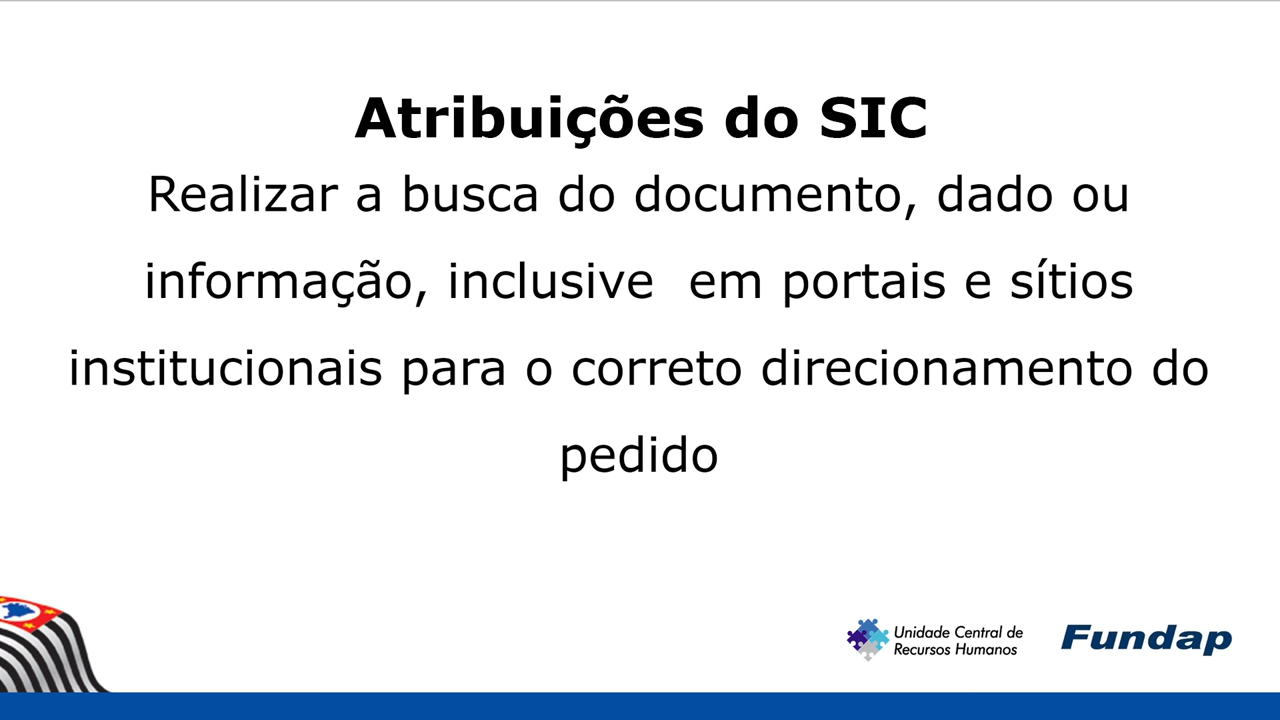 Atribuições do SIC
Realizar a busca do documento, dado ou
informação, inclusive  em portais e sítios
institucionais para o correto direcionamento do
pedido
Unidade Central de
Recursos Humanos
Fundap